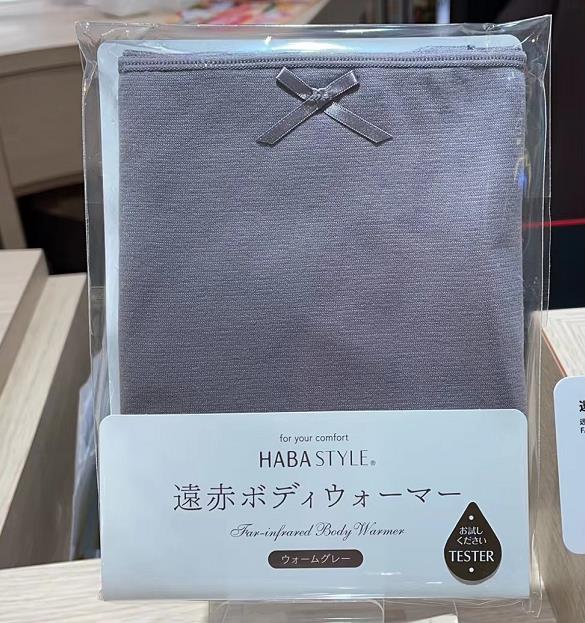 for your comfort
HABA STYLE®
遠赤ボディウォーマー
Far-infrared Body Warmer
ウォームグレー
お試し
ください
TESTER